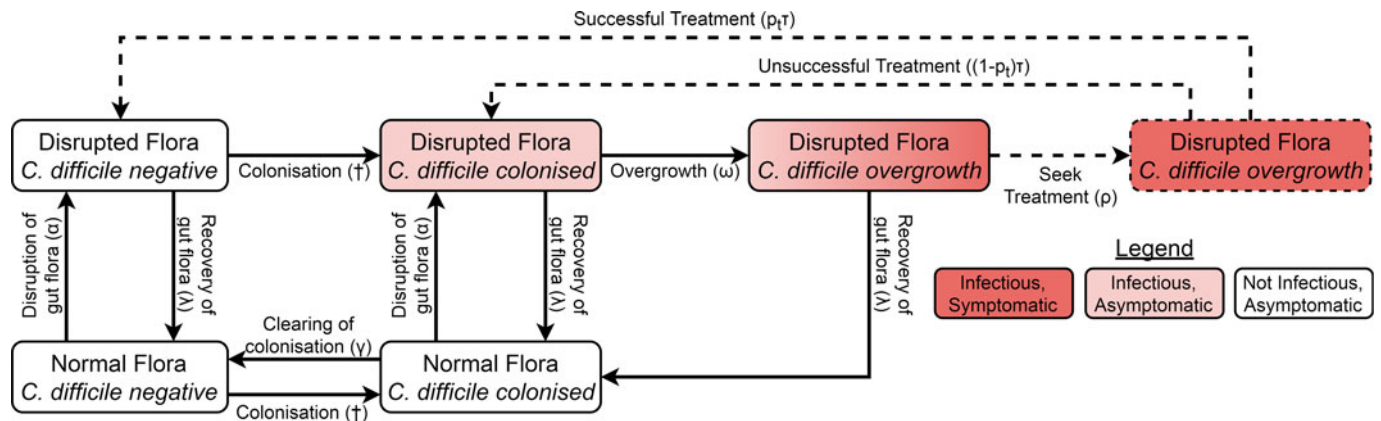 Successful Treatment (pₜτ)
Unsuccessful Treatment ((1-pₜ)τ)
Disrupted Flora
C. difficile negative
Colonisation (†)
Disrupted Flora
C. difficile colonised
Overgrowth (ω)
Disrupted Flora
C. difficile overgrowth
Seek
Treatment (ρ)
Disrupted Flora
C. difficile overgrowth
Disruption of
gut flora (α)
Recovery of
gut flora (λ)
Disruption of
gut flora (α)
Recovery of
gut flora (λ)
Recovery of
gut flora (λ)
Legend
Infectious,
Symptomatic
Infectious,
Asymptomatic
Not Infectious,
Asymptomatic
Normal Flora
C. difficile negative
Clearing of
colonisation (γ)
Colonisation (†)
Normal Flora
C. difficile colonised